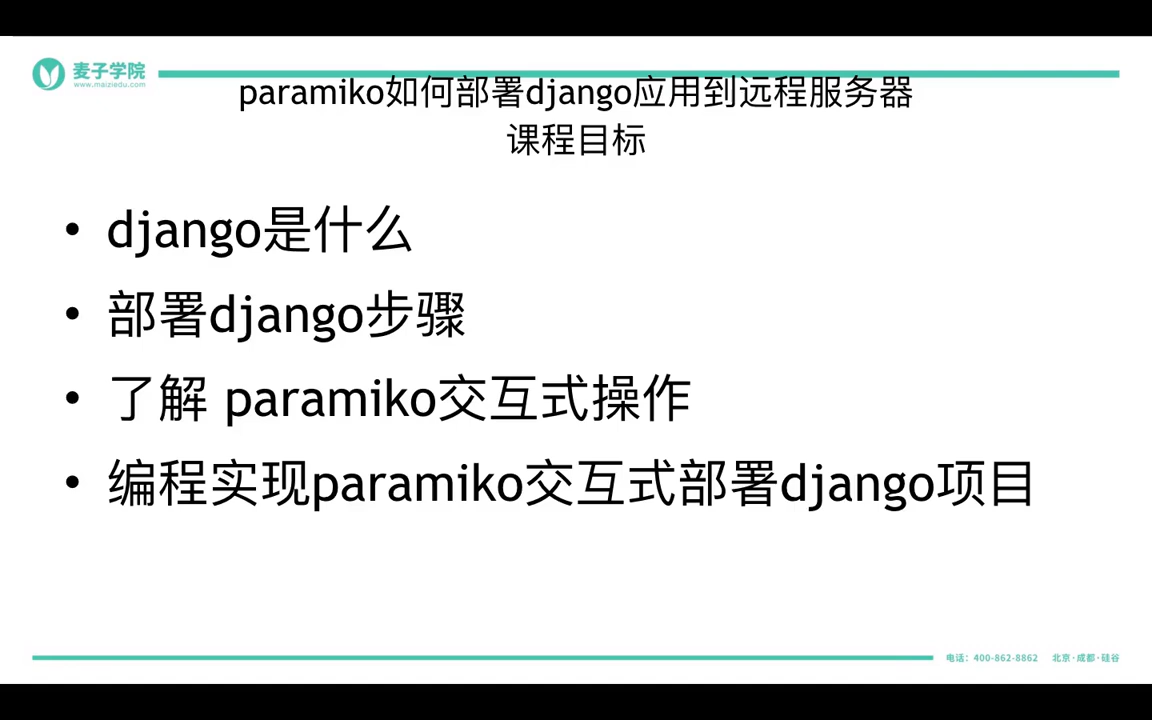 麦子学院
www.maiziedu.com
paramiko如何部署django应用到远程服务器
课程目标
• django是什么
• 部署django步骤
• 了解 paramiko交互式操作
• 编程实现paramiko交互式部署django项目
电话：400-862-8862 北京·成都·硅谷